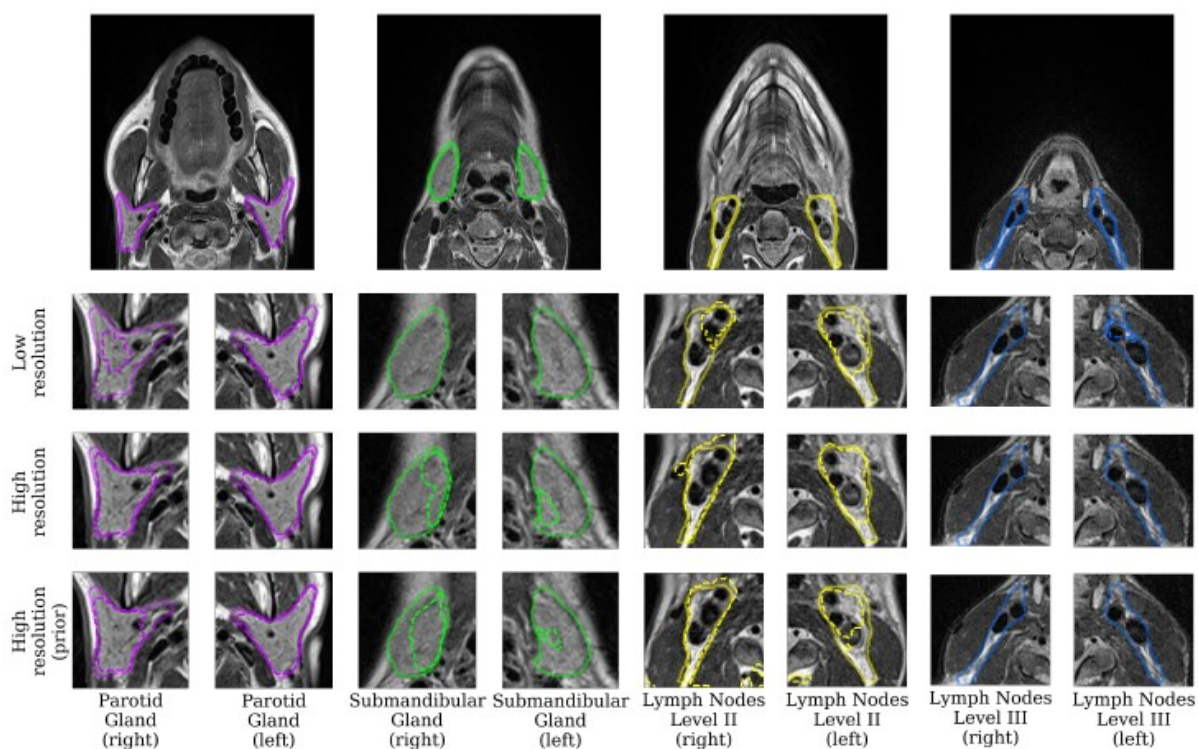 Low
resolution
High
resolution
High
resolution
(prior)
Parotid
Gland
(right)
Parotid
Gland
(left)
Submandibular
Gland
(right)
Submandibular
Gland
(left)
Lymph Nodes
Level II
(right)
Lymph Nodes
Level II
(left)
Lymph Nodes
Level III
(right)
Lymph Nodes
Level III
(left)